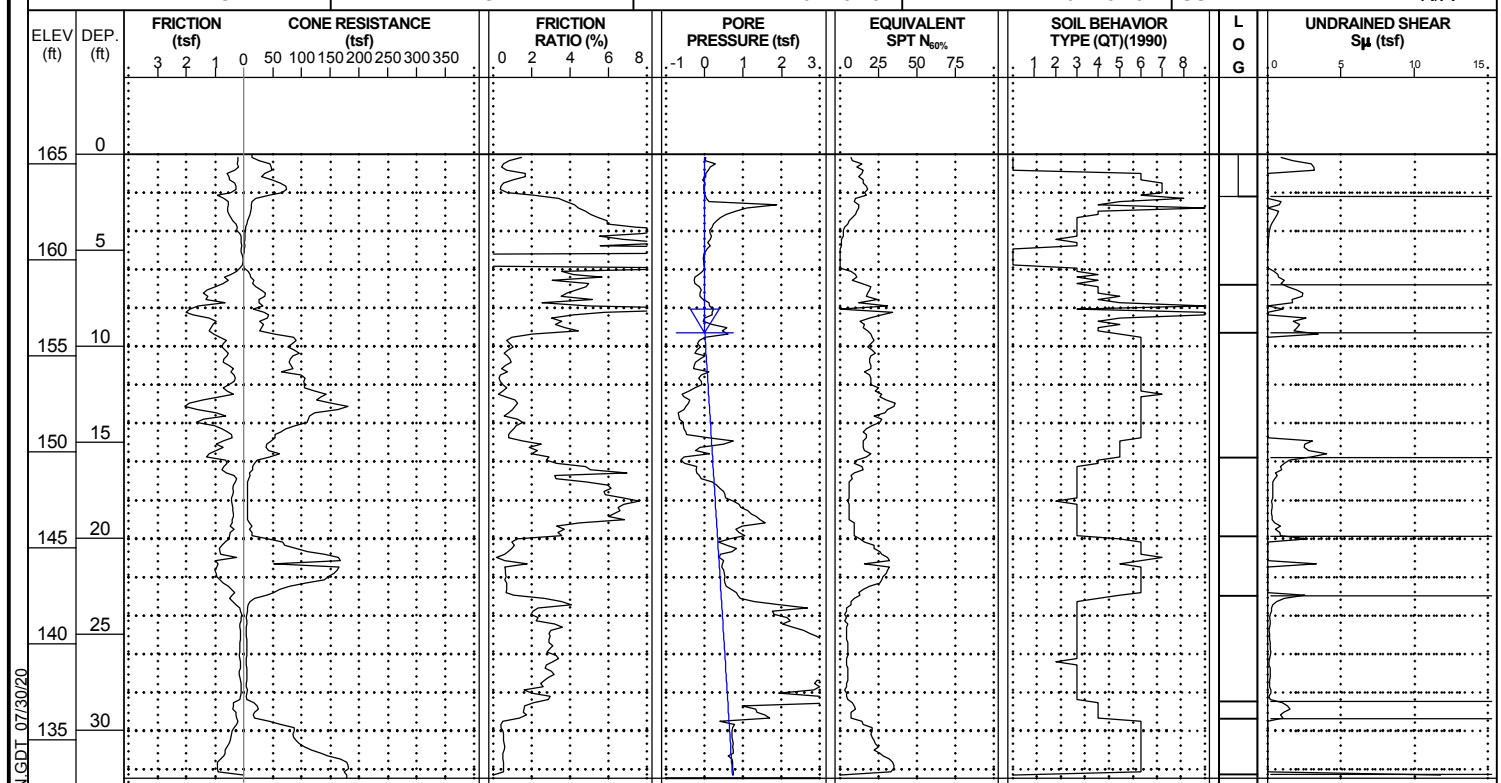 ELEV (ft)
DEP. (ft)
FRICTION (tsf)
3 2 1 0
CONE RESISTANCE (tsf)
50 100 150 200 250 300 350
FRICTION RATIO (%)
0 2 4 6 8
PORE PRESSURE (tsf)
-1 0 1 2 3
EQUIVALENT SPT N60%
0 25 50 75
SOIL BEHAVIOR TYPE (QT)(1990)
1 2 3 4 5 6 7 8
L O G
UNDRAINED SHEAR Sµ (tsf)
0 5 10 15
165 0
160 5
155 10
150 15
145 20
140 25
135 30
.GDT 07/30/20